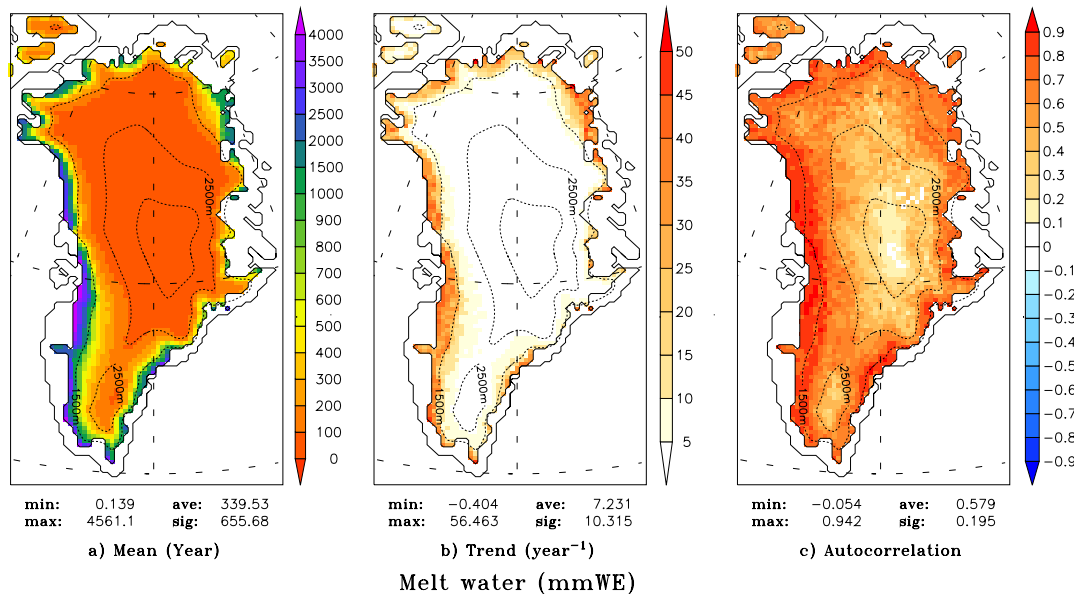 4000
3500
3000
2500
2000
1500
1000
900
800
700
600
500
400
300
200
100
0
2500m
2500m
1500m
min: 0.139 ave: 339.53
max: 4561.1 sig: 655.68
a) Mean (Year)
50
45
40
35
30
25
20
15
10
5
2500m
2500m
1500m
min: −0.404 ave: 7.231
max: 56.463 sig: 10.315
b) Trend (year⁻¹)
0.9
0.8
0.7
0.6
0.5
0.4
0.3
0.2
0.1
0
−0.1
−0.2
−0.3
−0.4
−0.5
−0.6
−0.7
−0.8
−0.9
2500m
2500m
1500m
min: −0.054 ave: 0.579
max: 0.942 sig: 0.195
c) Autocorrelation
Melt water (mmWE)